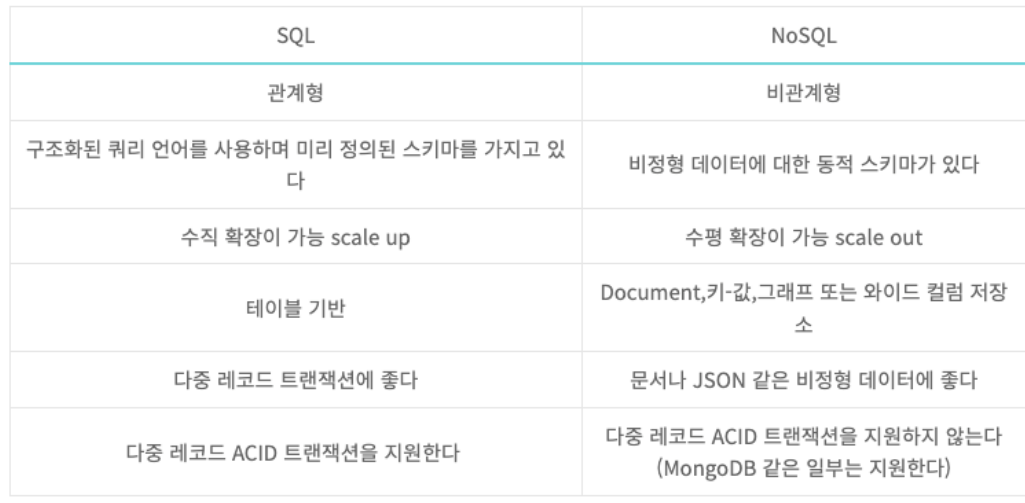 SQL
NoSQL
관계형
비관계형
구조화된 쿼리 언어를 사용하며 미리 정의된 스키마를 가지고 있
다
비정형 데이터에 대한 동적 스키마가 있다
수직 확장이 가능 scale up
수평 확장이 가능 scale out
테이블 기반
Document,키-값,그래프 또는 와이드 컬럼 저장
소
다중 레코드 트랜잭션에 좋다
문서나 JSON 같은 비정형 데이터에 좋다
다중 레코드 ACID 트랜잭션을 지원한다
다중 레코드 ACID 트랜잭션을 지원하지 않는다
(MongoDB 같은 일부는 지원한다)